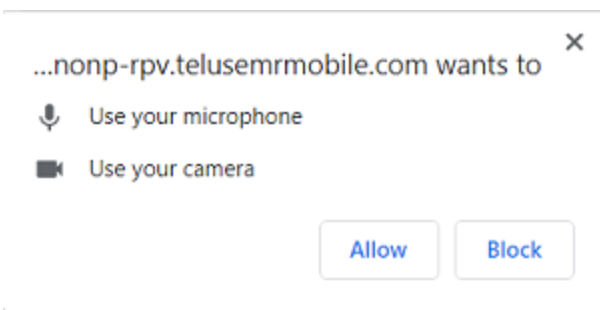 ...nonp-rpv.telusemrmobile.com wants to
Use your microphone
Use your camera
Allow Block